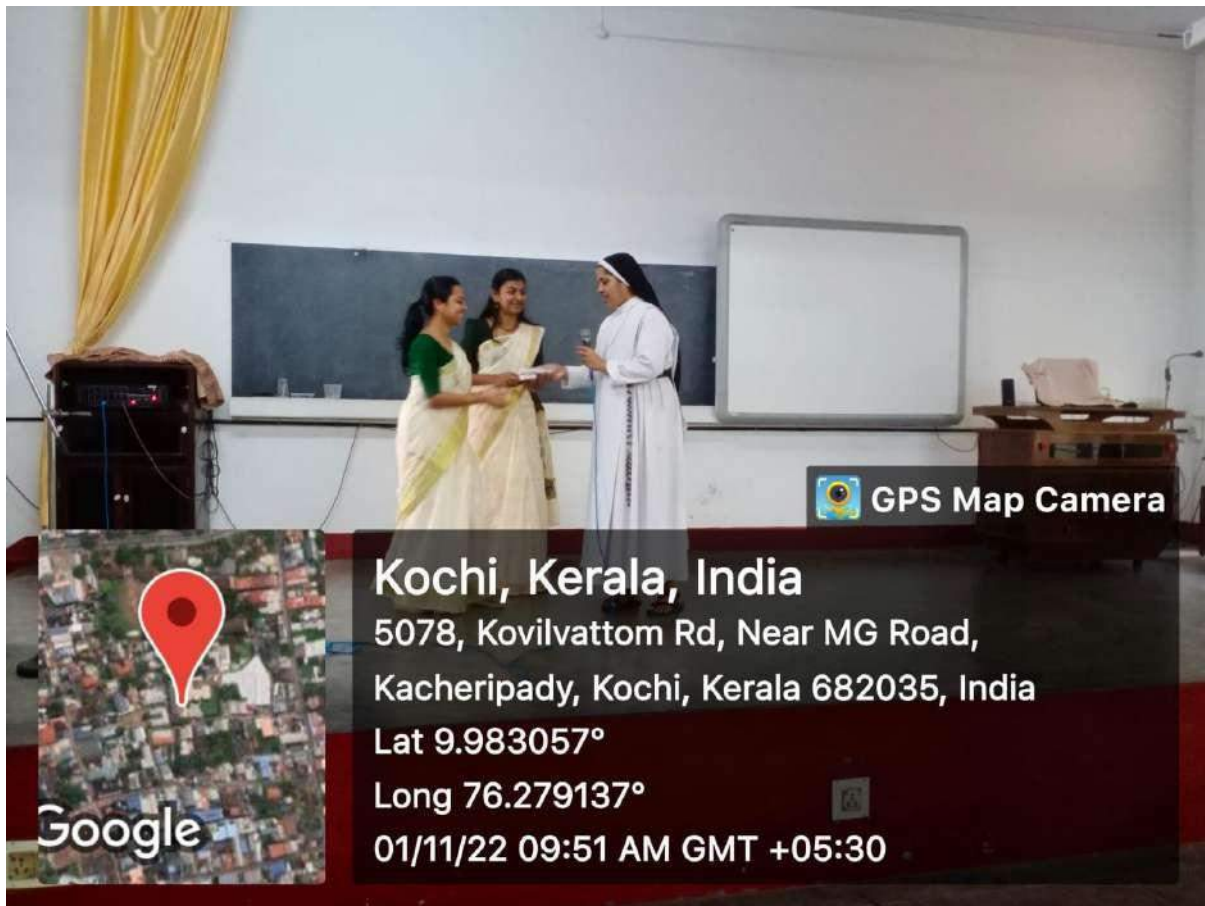 GPS Map Camera
Kochi, Kerala, India
5078, Kovilvattom Rd, Near MG Road,
Kacheripady, Kochi, Kerala 682035, India
Lat 9.983057°
Long 76.279137°
01/11/22 09:51 AM GMT +05:30
Google